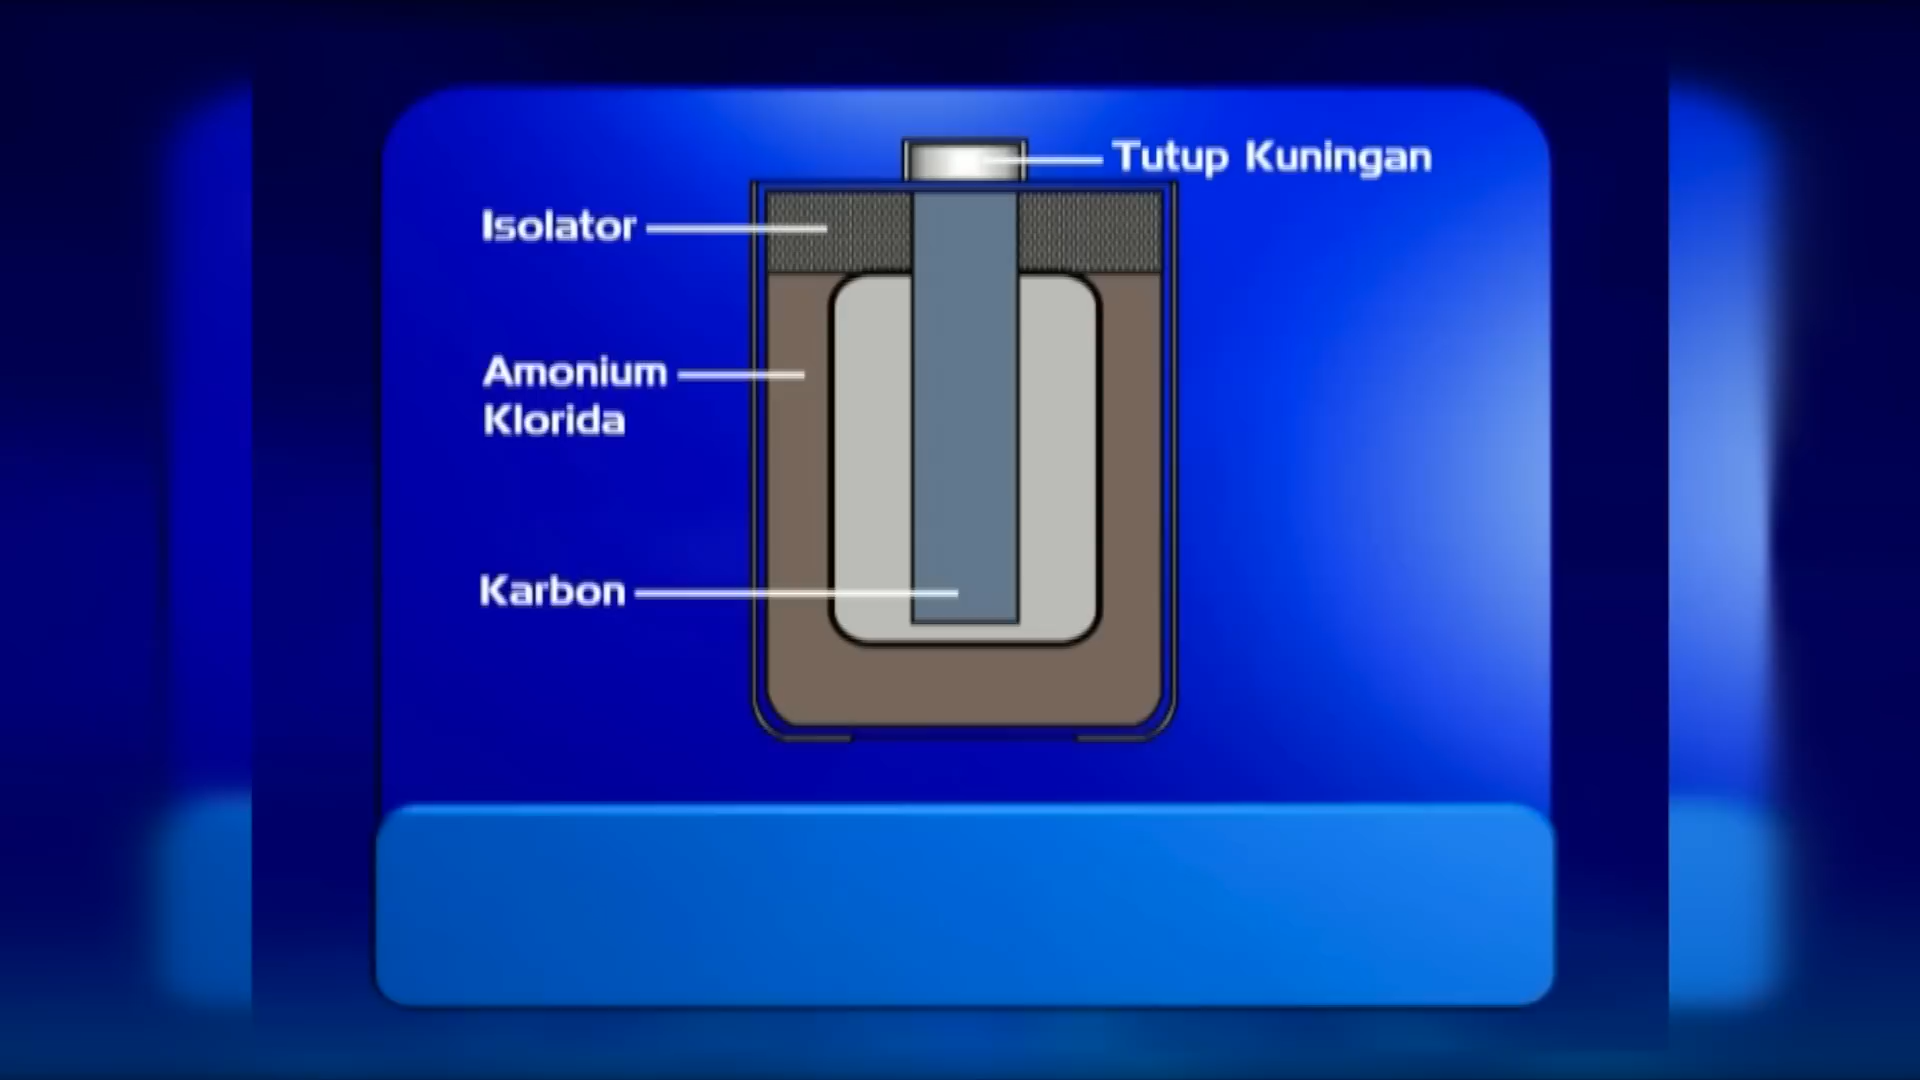 Tutup Kuningan
Isolator
Amonium
Klorida
Karbon